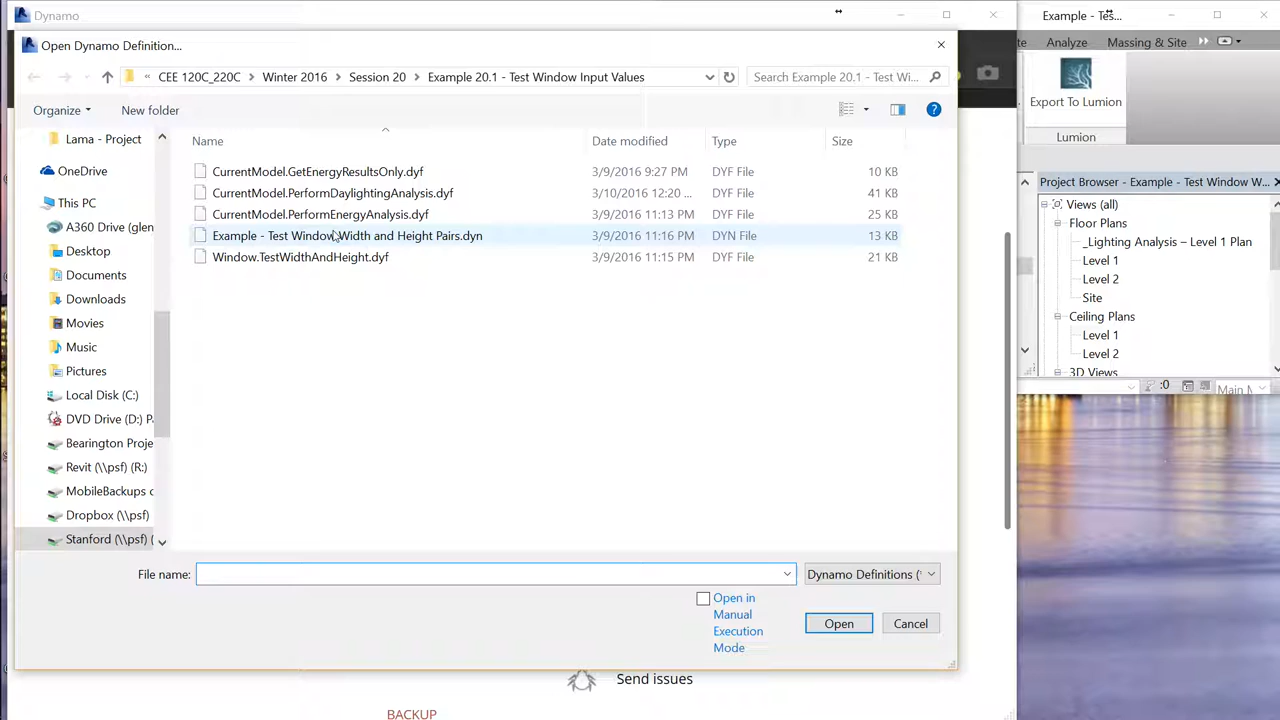 Dynamo
Example - Tes...
Open Dynamo Definition...
Analyze
Massing & Site
« CEE 120C_220C > Winter 2016 > Session 20 > Example 20.1 - Test Window Input Values
Search Example 20.1 - Test Wi...
Organize
New folder
Export To Lumion
Lumion
Name
Date modified
Type
Size
Lama - Project
OneDrive
This PC
A360 Drive (glen
Desktop
Documents
Downloads
Movies
Music
Pictures
Local Disk (C:)
DVD Drive (D:) P
Bearington Proje
Revit (\\psf) (R:)
MobileBackups c
Dropbox (\\psf)
Stanford (\\psf) (
CurrentModel.GetEnergyResultsOnly.dyf 3/9/2016 9:27 PM DYF File 10 KB
CurrentModel.PerformDaylightingAnalysis.dyf 3/10/2016 12:20 ... DYF File 41 KB
CurrentModel.PerformEnergyAnalysis.dyf 3/9/2016 11:13 PM DYF File 25 KB
Example - Test Window Width and Height Pairs.dyn 3/9/2016 11:16 PM DYN File 13 KB
Window.TestWidthAndHeight.dyf 3/9/2016 11:15 PM DYF File 21 KB
Project Browser - Example - Test Window W...
Views (all)
Floor Plans
_Lighting Analysis – Level 1 Plan
Level 1
Level 2
Site
Ceiling Plans
Level 1
Level 2
3D Views
:0
Main M
File name:
Dynamo Definitions (
Open in
Manual
Execution
Mode
Open
Cancel
Send issues
BACKUP